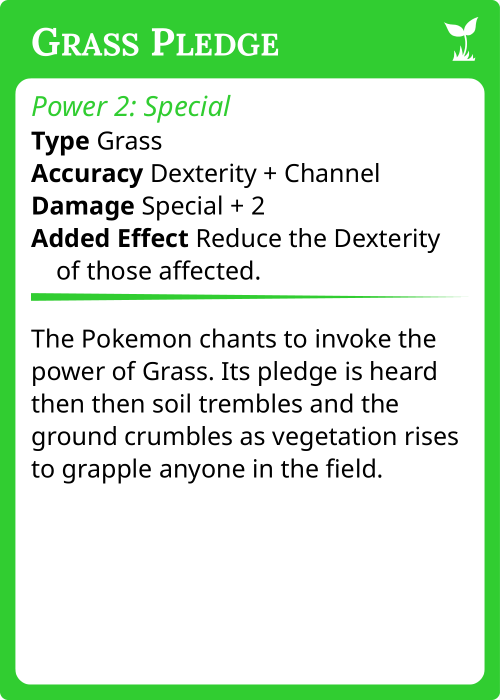 Grass Pledge
Power 2: Special
Type Grass
Accuracy Dexterity + Channel
Damage Special + 2
Added Effect Reduce the Dexterity
of those affected.
The Pokemon chants to invoke the
power of Grass. Its pledge is heard
then then soil trembles and the
ground crumbles as vegetation rises
to grapple anyone in the field.